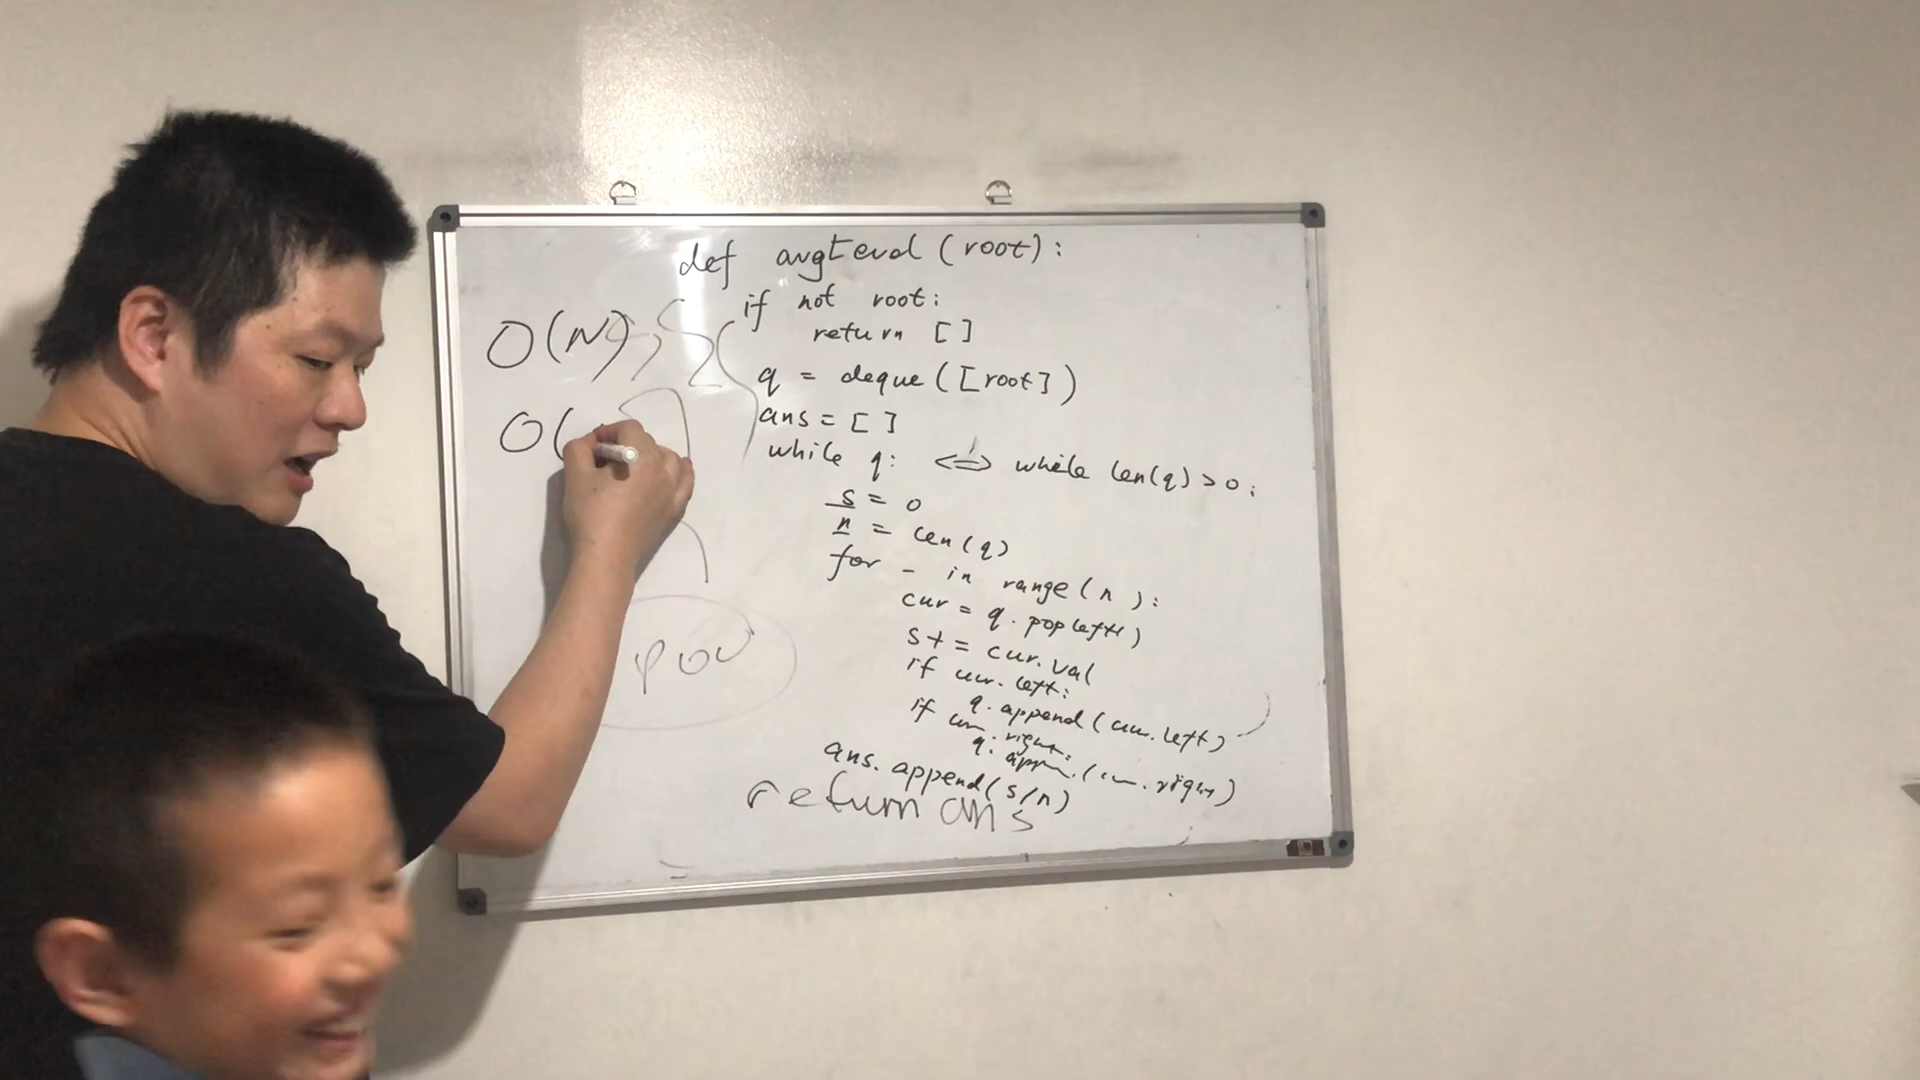 def avgLevel (root):
if not root:
return []
q = deque ([root])
ans = [ ]
while q: <=> while len(q) > 0:
s = 0
n = len(q)
for - in range(n):
cur = q.popleft()
s += cur.val
if cur.left:
q.append(cur.left)
if cur.right:
q.appen.(cur.right)
ans.append(s/n)
return ans
O(N)
O(
pow